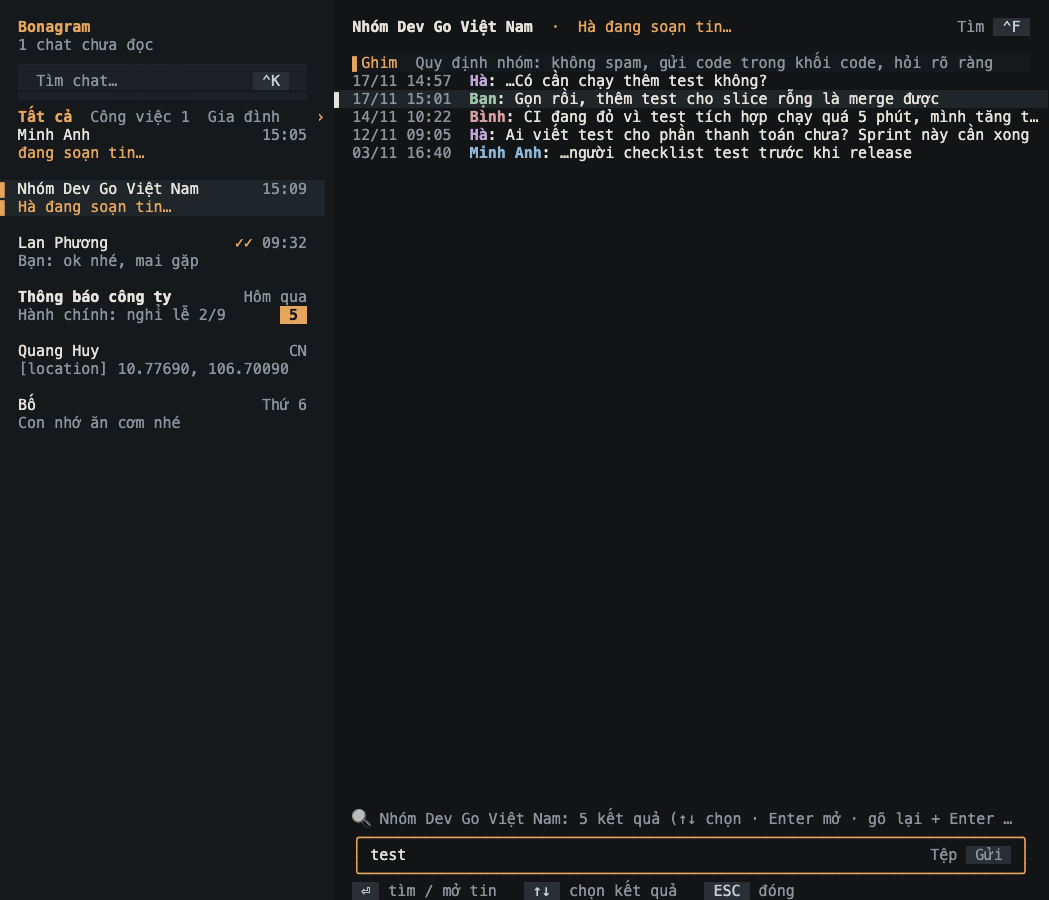 Bonagram
1 chat chưa đọc
Tìm chat… ^K
Tất cả Công việc 1 Gia đình ›
Minh Anh 15:05
đang soạn tin…
Nhóm Dev Go Việt Nam 15:09
Hà đang soạn tin…
Lan Phương ✓✓ 09:32
Bạn: ok nhé, mai gặp
Thông báo công ty Hôm qua
Hành chính: nghỉ lễ 2/9 5
Quang Huy CN
[location] 10.77690, 106.70090
Bố Thứ 6
Con nhớ ăn cơm nhé
Nhóm Dev Go Việt Nam · Hà đang soạn tin… Tìm ^F
Ghim Quy định nhóm: không spam, gửi code trong khối code, hỏi rõ ràng
17/11 14:57 Hà: …Có cần chạy thêm test không?
17/11 15:01 Bạn: Gọn rồi, thêm test cho slice rỗng là merge được
14/11 10:22 Bình: CI đang đỏ vì test tích hợp chạy quá 5 phút, mình tăng t…
12/11 09:05 Hà: Ai viết test cho phần thanh toán chưa? Sprint này cần xong
03/11 16:40 Minh Anh: …người checklist test trước khi release
🔍 Nhóm Dev Go Việt Nam: 5 kết quả (↑↓ chọn · Enter mở · gõ lại + Enter …
test Tệp Gửi
⏎ tìm / mở tin ↑↓ chọn kết quả ESC đóng